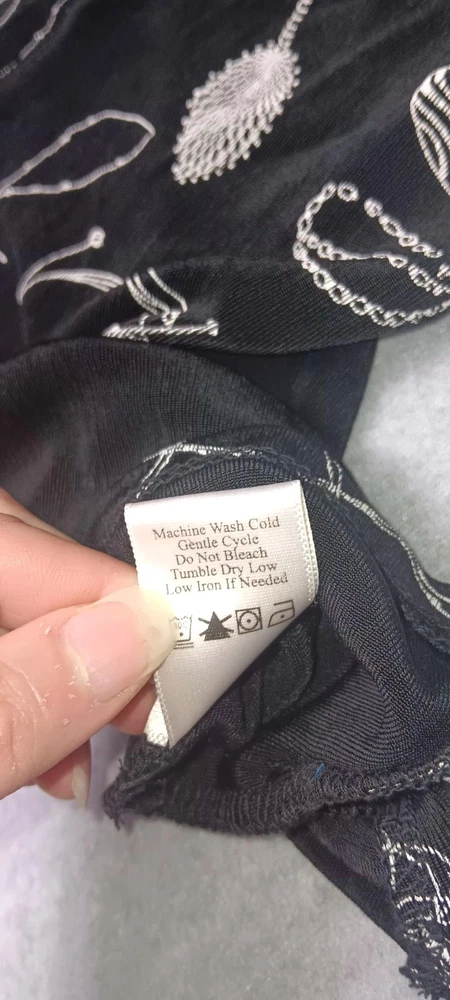 Machine Wash Cold
Gentle Cycle
Do Not Bleach
Tumble Dry Low
Low Iron If Needed